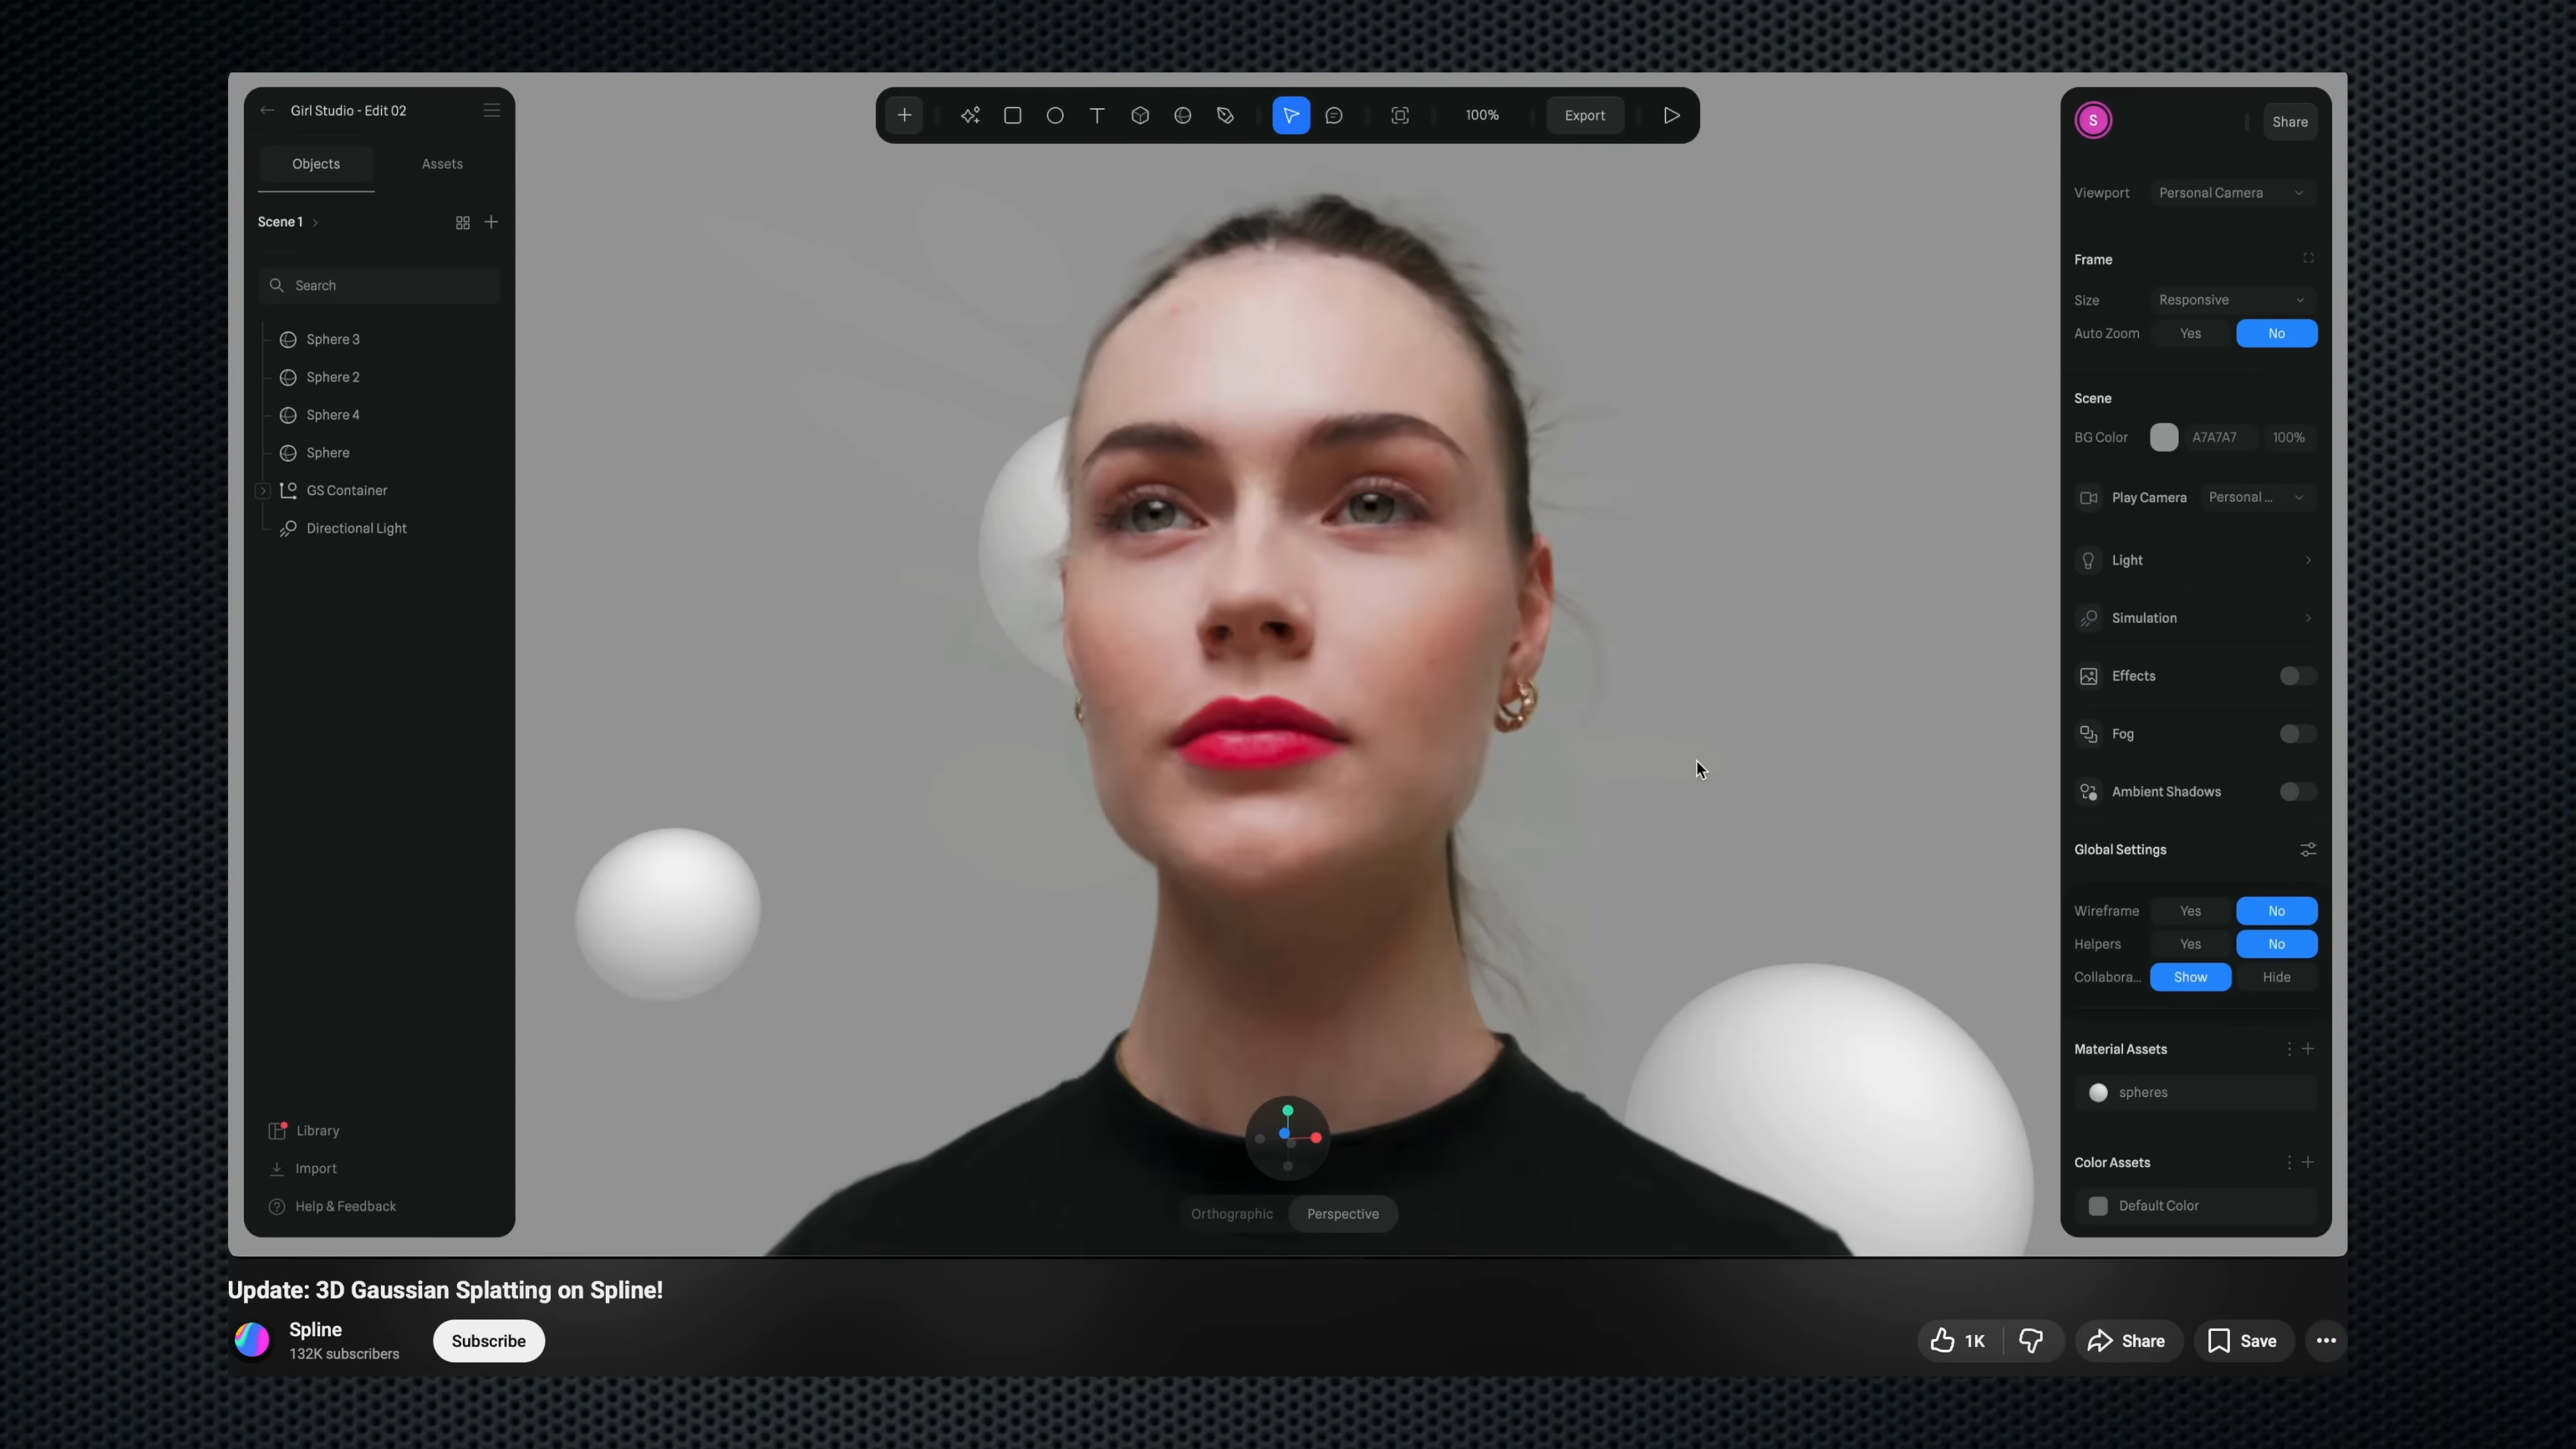 Girl Studio - Edit 02
Objects
Assets
Scene 1
Search
Sphere 3
Sphere 2
Sphere 4
Sphere
GS Container
Directional Light
Library
Import
Help & Feedback
100%
Export
Orthographic
Perspective
S
Share
Viewport
Personal Camera
Frame
Size
Responsive
Auto Zoom
Yes
No
Scene
BG Color
A7A7A7
100%
Play Camera
Personal ...
Light
Simulation
Effects
Fog
Ambient Shadows
Global Settings
Wireframe
Yes
No
Helpers
Yes
No
Collabora...
Show
Hide
Material Assets
spheres
Color Assets
Default Color
Update: 3D Gaussian Splatting on Spline!
Spline
132K subscribers
Subscribe
1K
Share
Save